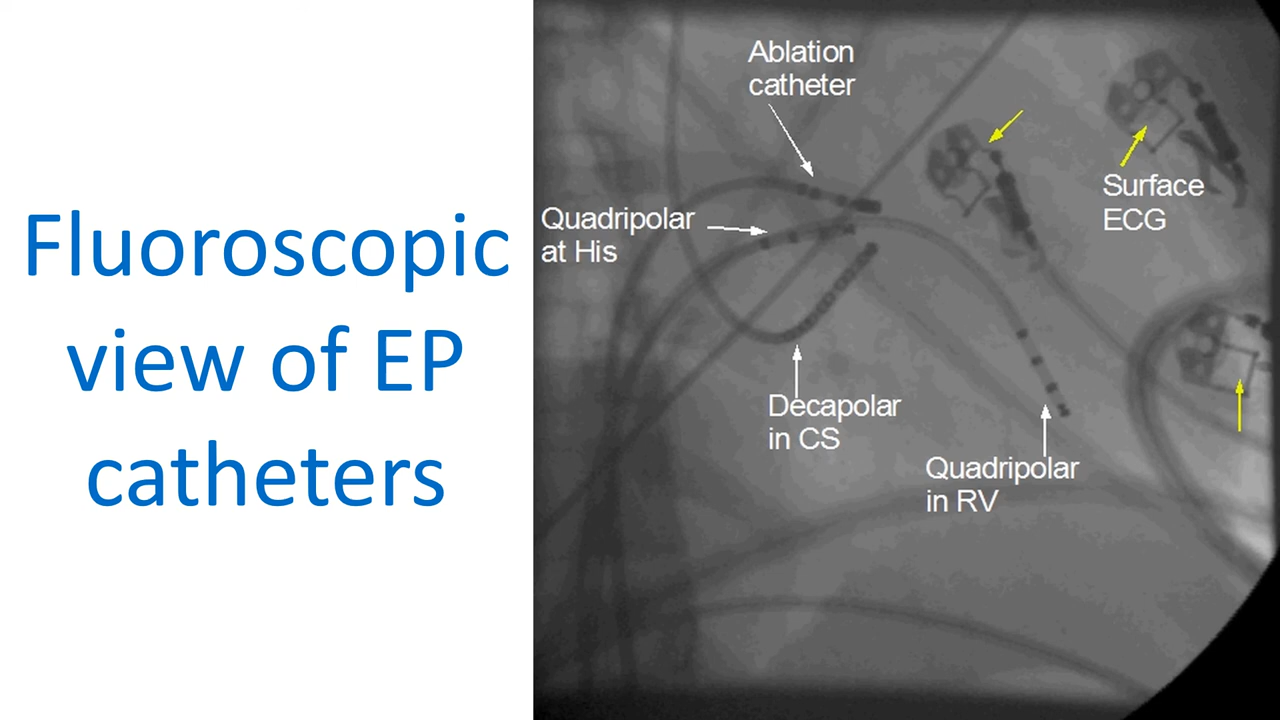 Fluoroscopic
view of EP
catheters
Ablation
catheter
Quadripolar
at His
Surface
ECG
Decapolar
in CS
Quadripolar
in RV